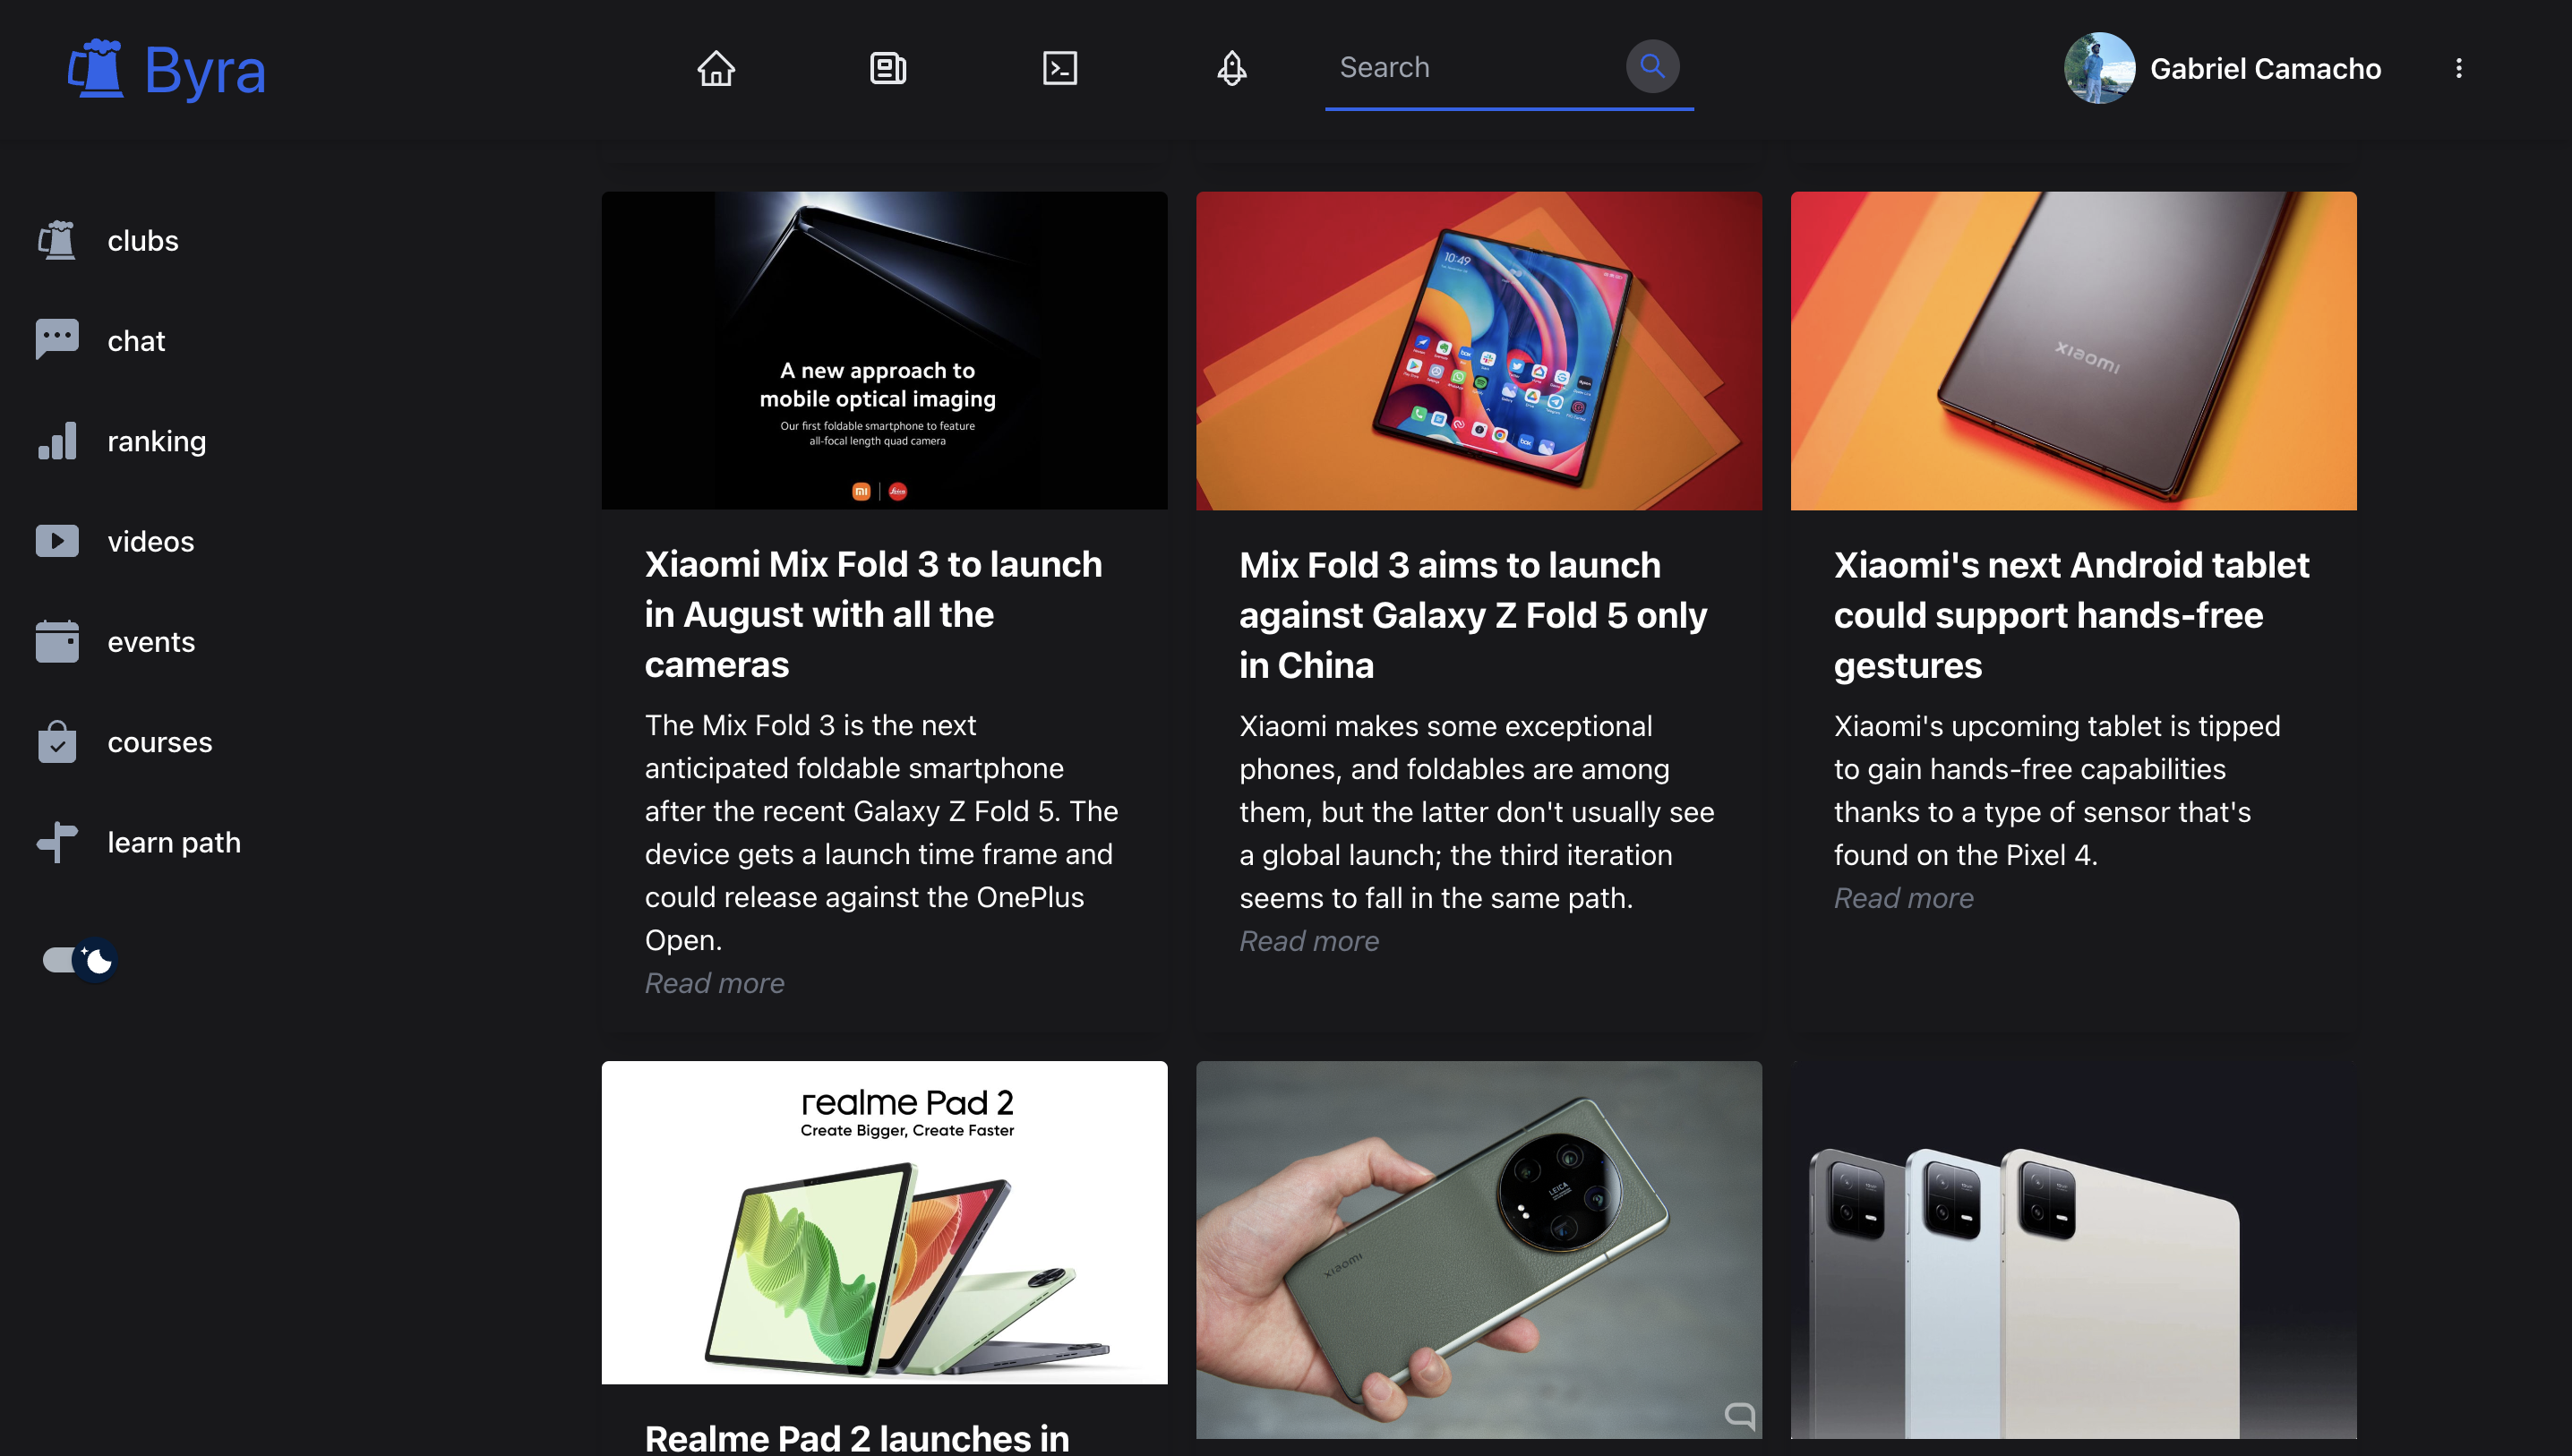 Byra
Search
Gabriel Camacho
clubs
chat
ranking
videos
events
courses
learn path
A new approach to
mobile optical imaging
Our first foldable smartphone to feature
all-focal length quad camera
Xiaomi Mix Fold 3 to launch
in August with all the
cameras
The Mix Fold 3 is the next
anticipated foldable smartphone
after the recent Galaxy Z Fold 5. The
device gets a launch time frame and
could release against the OnePlus
Open.
Read more
10:49
Mix Fold 3 aims to launch
against Galaxy Z Fold 5 only
in China
Xiaomi makes some exceptional
phones, and foldables are among
them, but the latter don't usually see
a global launch; the third iteration
seems to fall in the same path.
Read more
xiaomi
Xiaomi's next Android tablet
could support hands-free
gestures
Xiaomi's upcoming tablet is tipped
to gain hands-free capabilities
thanks to a type of sensor that's
found on the Pixel 4.
Read more
realme Pad 2
Create Bigger, Create Faster
Realme Pad 2 launches in
LEICA
xiaomi